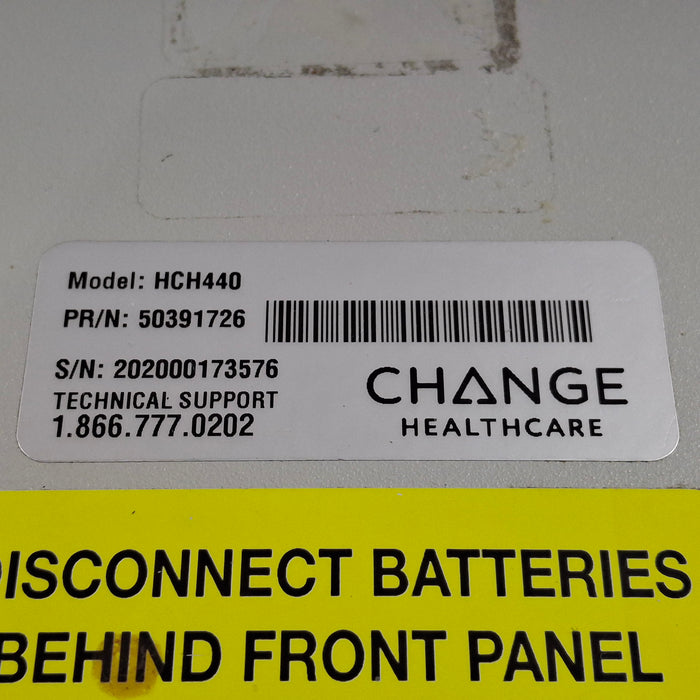 Model: HCH440
PR/N: 50391726
S/N: 202000173576
TECHNICAL SUPPORT
1.866.777.0202
CHANGE
HEALTHCARE
DISCONNECT BATTERIES
BEHIND FRONT PANEL